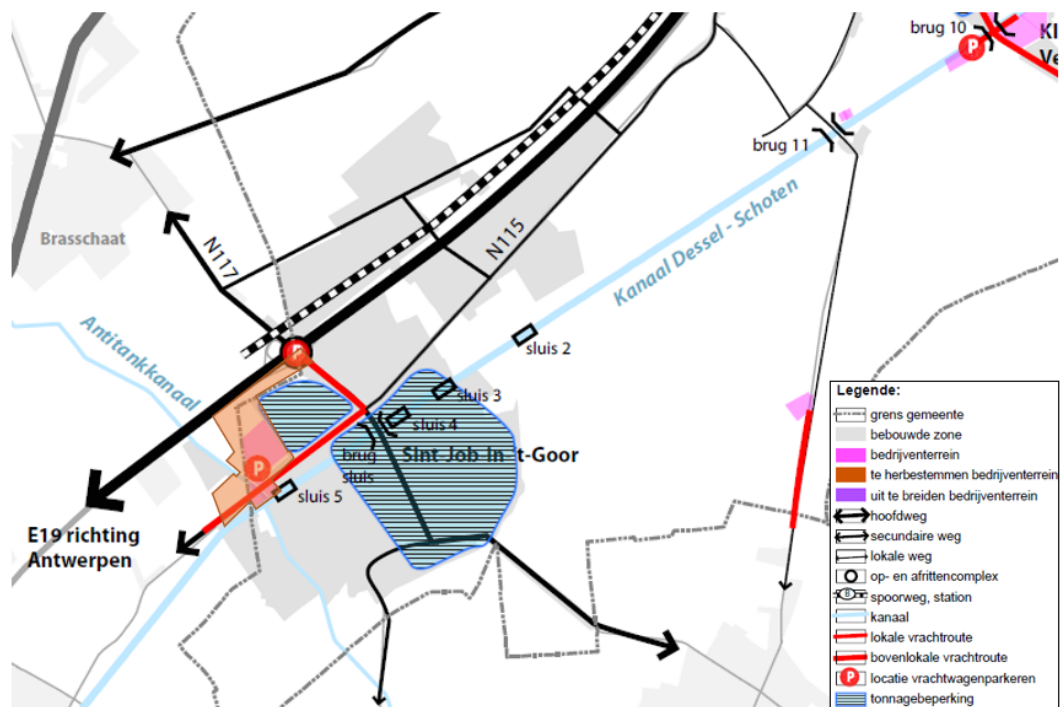 brug 10
Kl
Ve
P
brug 11
Brasschaat
N117
N115
Kanaal Dessel - Schoten
Antitankkanaal
sluis 2
P
sluis 3
sluis 4
brug
sluis
Sint Job in 't-Goor
P
sluis 5
E19 richting
Antwerpen
Legende:
grens gemeente
bebouwde zone
bedrijventerrein
te herbestemmen bedrijventerrein
uit te breiden bedrijventerrein
hoofdweg
secundaire weg
lokale weg
op- en afrittencomplex
B
spoorweg, station
kanaal
lokale vrachtroute
bovenlokale vrachtroute
P
locatie vrachtwagenparkeren
tonnagebeperking